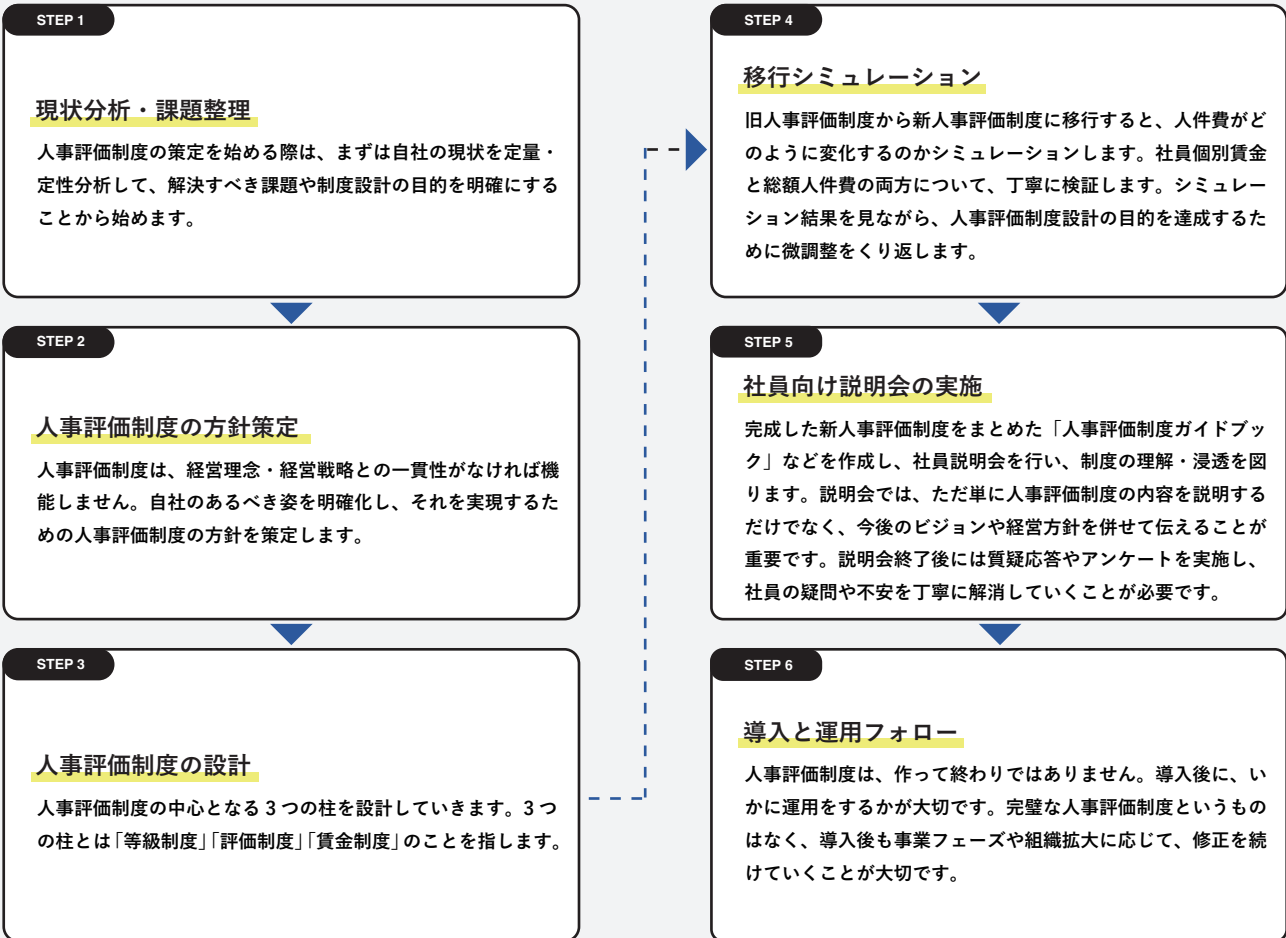 STEP 1
現状分析・課題整理
人事評価制度の策定を始める際は、まずは自社の現状を定量・
定性分析して、解決すべき課題や制度設計の目的を明確にする
ことから始めます。
STEP 2
人事評価制度の方針策定
人事評価制度は、経営理念・経営戦略との一貫性がなければ機
能しません。自社のあるべき姿を明確化し、それを実現するた
めの人事評価制度の方針を策定します。
STEP 3
人事評価制度の設計
人事評価制度の中心となる 3 つの柱を設計していきます。3 つ
の柱とは「等級制度」「評価制度」「賃金制度」のことを指します。
STEP 4
移行シミュレーション
旧人事評価制度から新人事評価制度に移行すると、人件費がど
のように変化するのかシミュレーションします。社員個別賃金
と総額人件費の両方について、丁寧に検証します。シミュレー
ション結果を見ながら、人事評価制度設計の目的を達成するた
めに微調整をくり返します。
STEP 5
社員向け説明会の実施
完成した新人事評価制度をまとめた「人事評価制度ガイドブッ
ク」などを作成し、社員説明会を行い、制度の理解・浸透を図
ります。説明会では、ただ単に人事評価制度の内容を説明する
だけでなく、今後のビジョンや経営方針を併せて伝えることが
重要です。説明会終了後には質疑応答やアンケートを実施し、
社員の疑問や不安を丁寧に解消していくことが必要です。
STEP 6
導入と運用フォロー
人事評価制度は、作って終わりではありません。導入後に、い
かに運用をするかが大切です。完璧な人事評価制度というもの
はなく、導入後も事業フェーズや組織拡大に応じて、修正を続
けていくことが大切です。